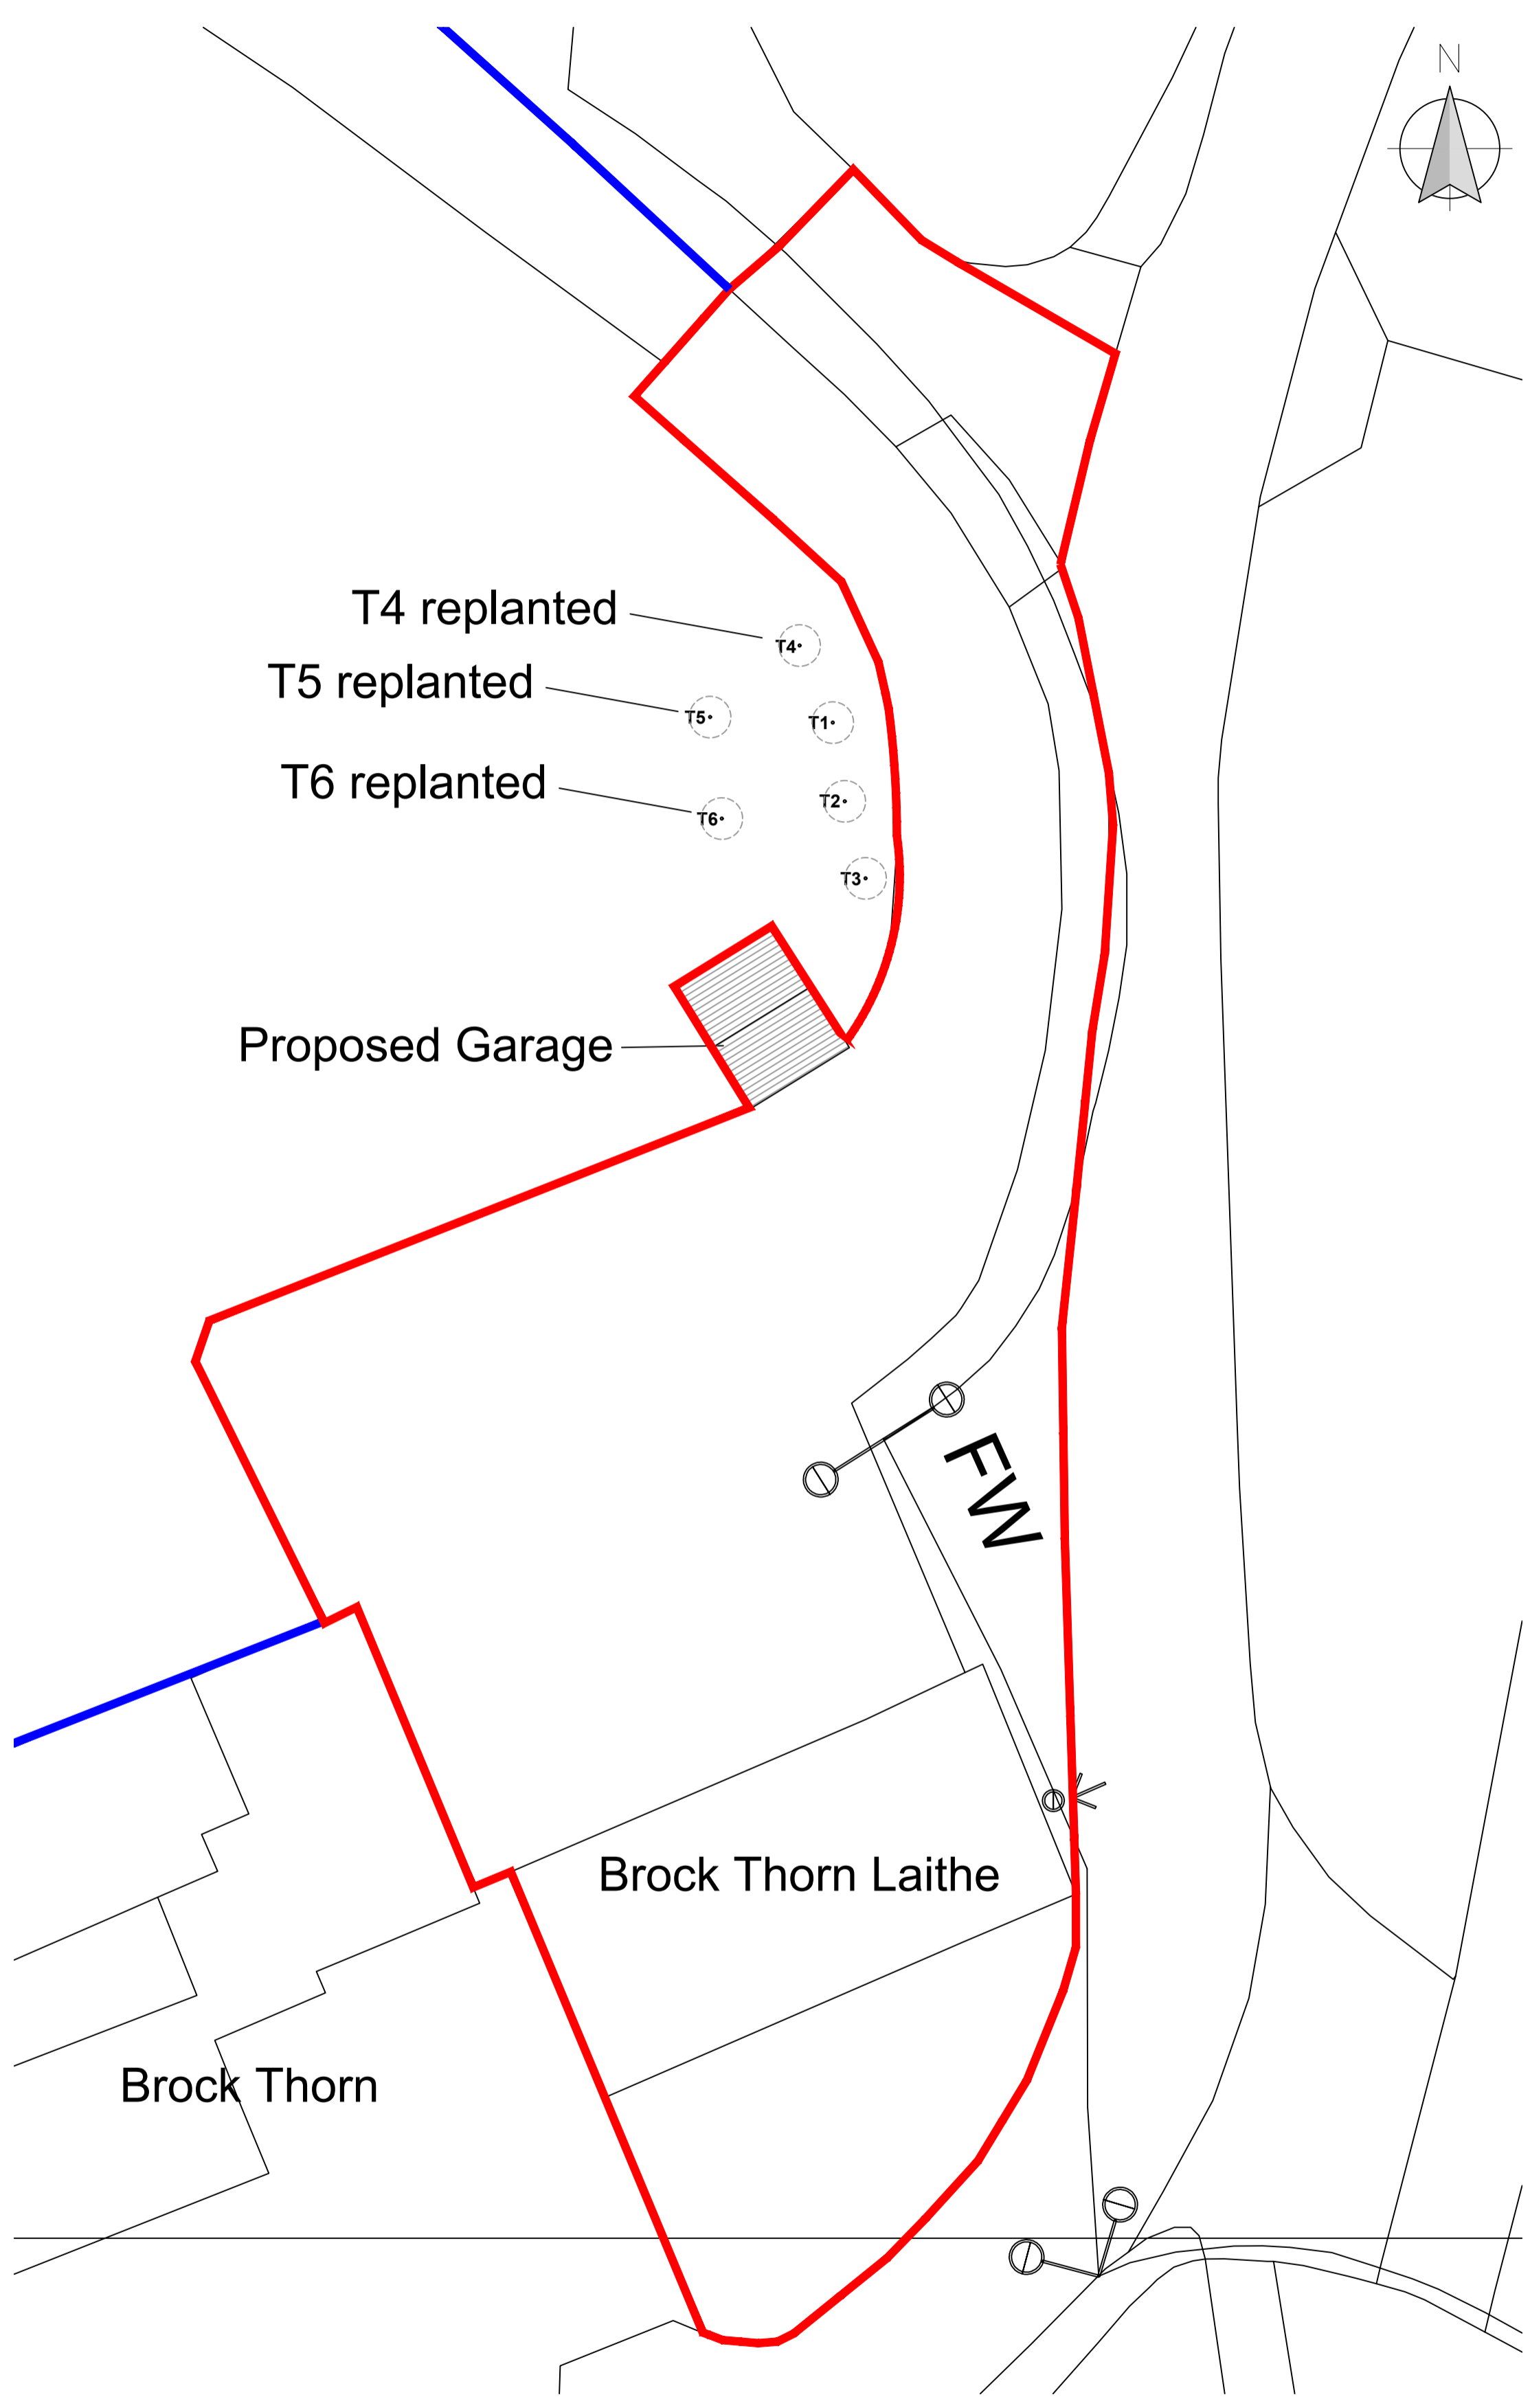 N
T4 replanted
T4
T5 replanted
T5
T1
T6 replanted
T6
T2
T3
Proposed Garage
FW
Brock Thorn Laithe
Brock Thorn